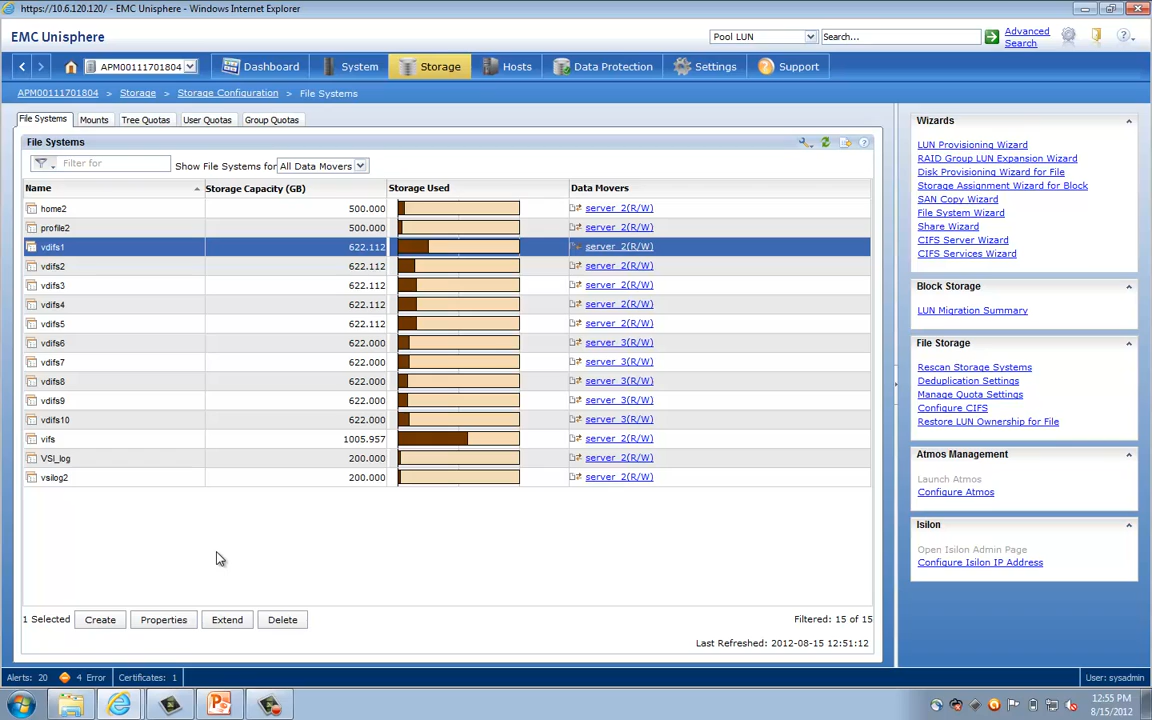 https://10.6.120.120/ - EMC Unisphere - Windows Internet Explorer
EMC Unisphere
Pool LUN
Search...
Advanced Search
APM00111701804
Dashboard
System
Storage
Hosts
Data Protection
Settings
Support
APM00111701804 > Storage > Storage Configuration > File Systems
File Systems Mounts Tree Quotas User Quotas Group Quotas
File Systems
Filter for
Show File Systems for All Data Movers
Name Storage Capacity (GB) Storage Used Data Movers
home2 500.000 server_2(R/W)
profile2 500.000 server_2(R/W)
vdifs1 622.112 server_2(R/W)
vdifs2 622.112 server_2(R/W)
vdifs3 622.112 server_2(R/W)
vdifs4 622.112 server_2(R/W)
vdifs5 622.112 server_2(R/W)
vdifs6 622.000 server_3(R/W)
vdifs7 622.000 server_3(R/W)
vdifs8 622.000 server_3(R/W)
vdifs9 622.000 server_3(R/W)
vdifs10 622.000 server_3(R/W)
vifs 1005.957 server_2(R/W)
VSI_log 200.000 server_2(R/W)
vsilog2 200.000 server_2(R/W)
1 Selected Create Properties Extend Delete Filtered: 15 of 15
Last Refreshed: 2012-08-15 12:51:12
Wizards
LUN Provisioning Wizard
RAID Group LUN Expansion Wizard
Disk Provisioning Wizard for File
Storage Assignment Wizard for Block
SAN Copy Wizard
File System Wizard
Share Wizard
CIFS Server Wizard
CIFS Services Wizard
Block Storage
LUN Migration Summary
File Storage
Rescan Storage Systems
Deduplication Settings
Manage Quota Settings
Configure CIFS
Restore LUN Ownership for File
Atmos Management
Launch Atmos
Configure Atmos
Isilon
Open Isilon Admin Page
Configure Isilon IP Address
Alerts: 20 4 Error Certificates: 1 User: sysadmin
12:55 PM
8/15/2012